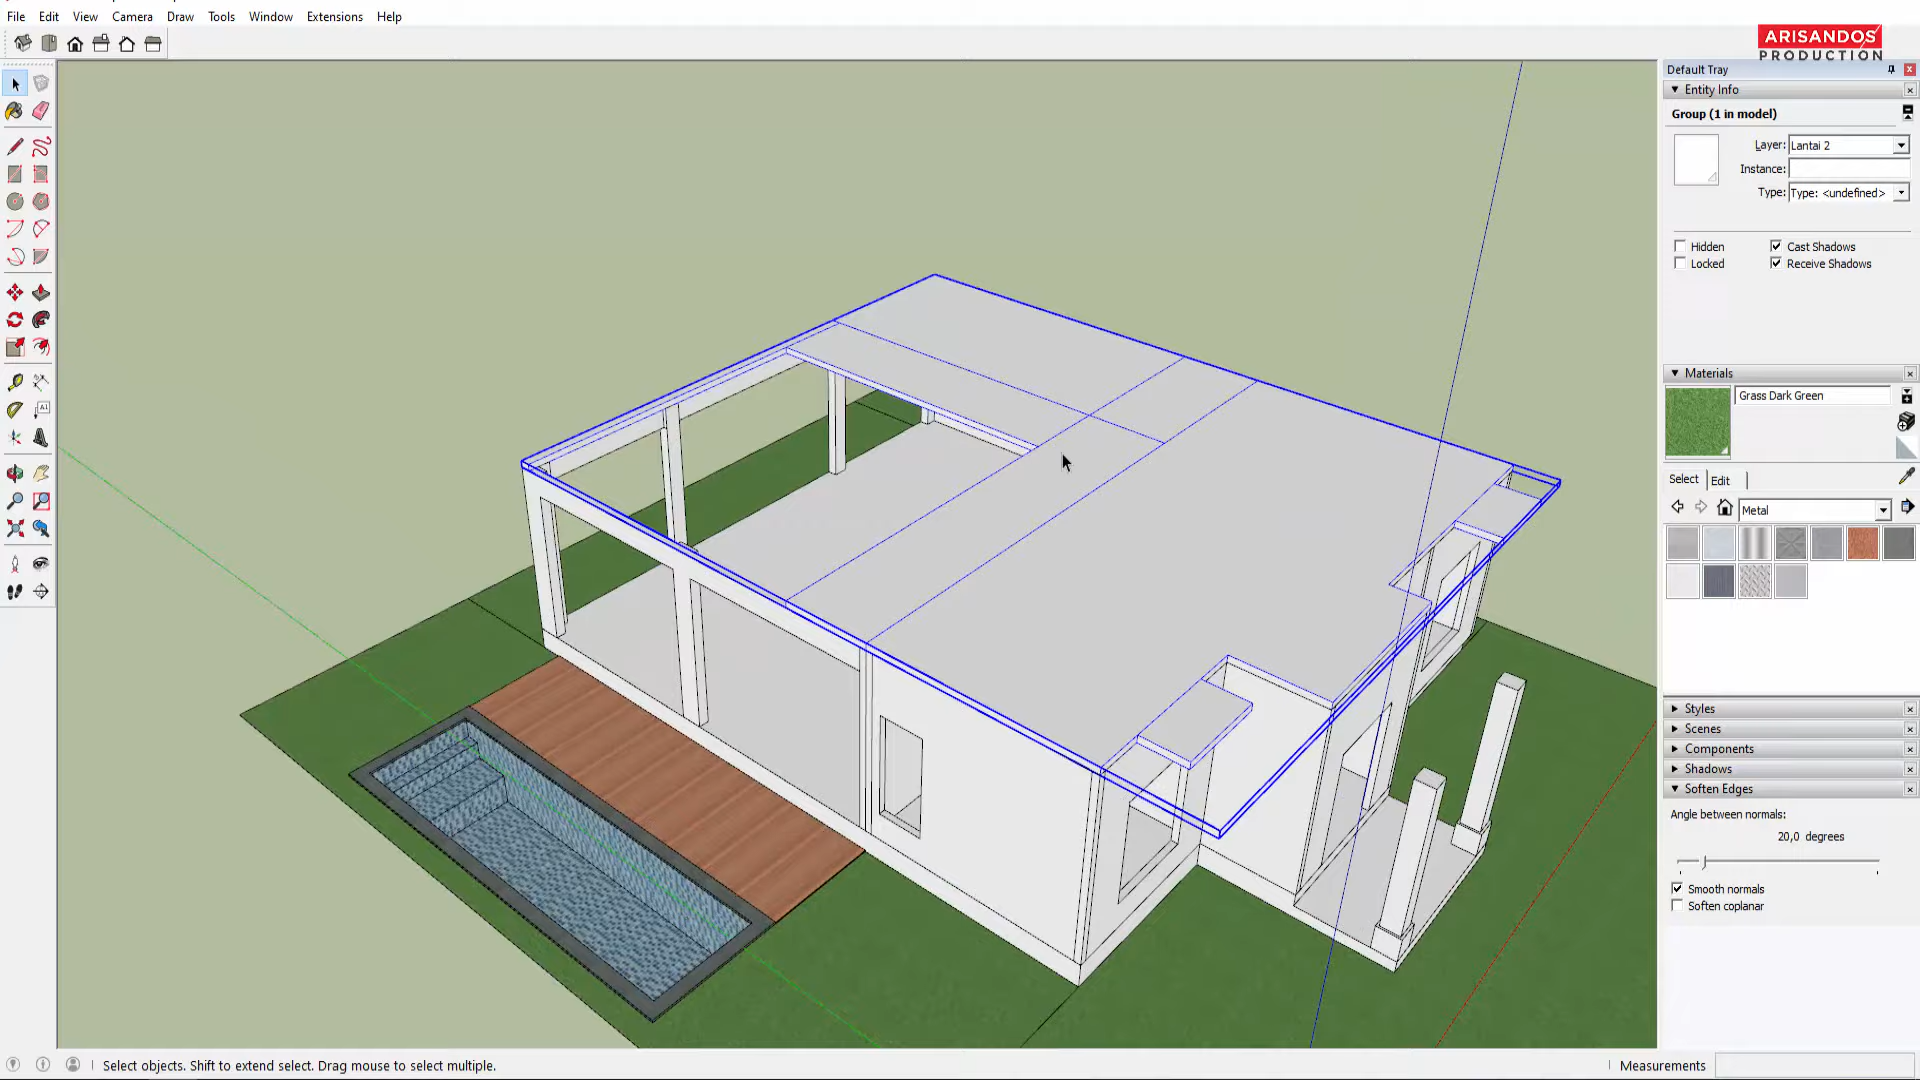 File Edit View Camera Draw Tools Window Extensions Help
ARISANDOS
PRODUCTION
Default Tray
Entity Info
Group (1 in model)
Layer: Lantai 2
Instance:
Type: Type: <undefined>
Hidden Cast Shadows
Locked Receive Shadows
Materials
Grass Dark Green
Select Edit
Metal
Styles
Scenes
Components
Shadows
Soften Edges
Angle between normals:
20,0 degrees
Smooth normals
Soften coplanar
Select objects. Shift to extend select. Drag mouse to select multiple.
Measurements